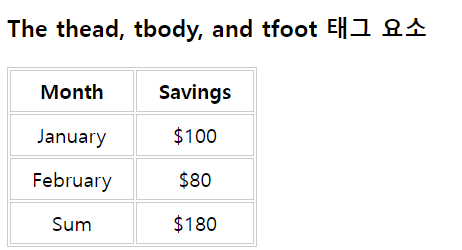 The thead, tbody, and tfoot 태그 요소
Month Savings
January $100
February $80
Sum $180